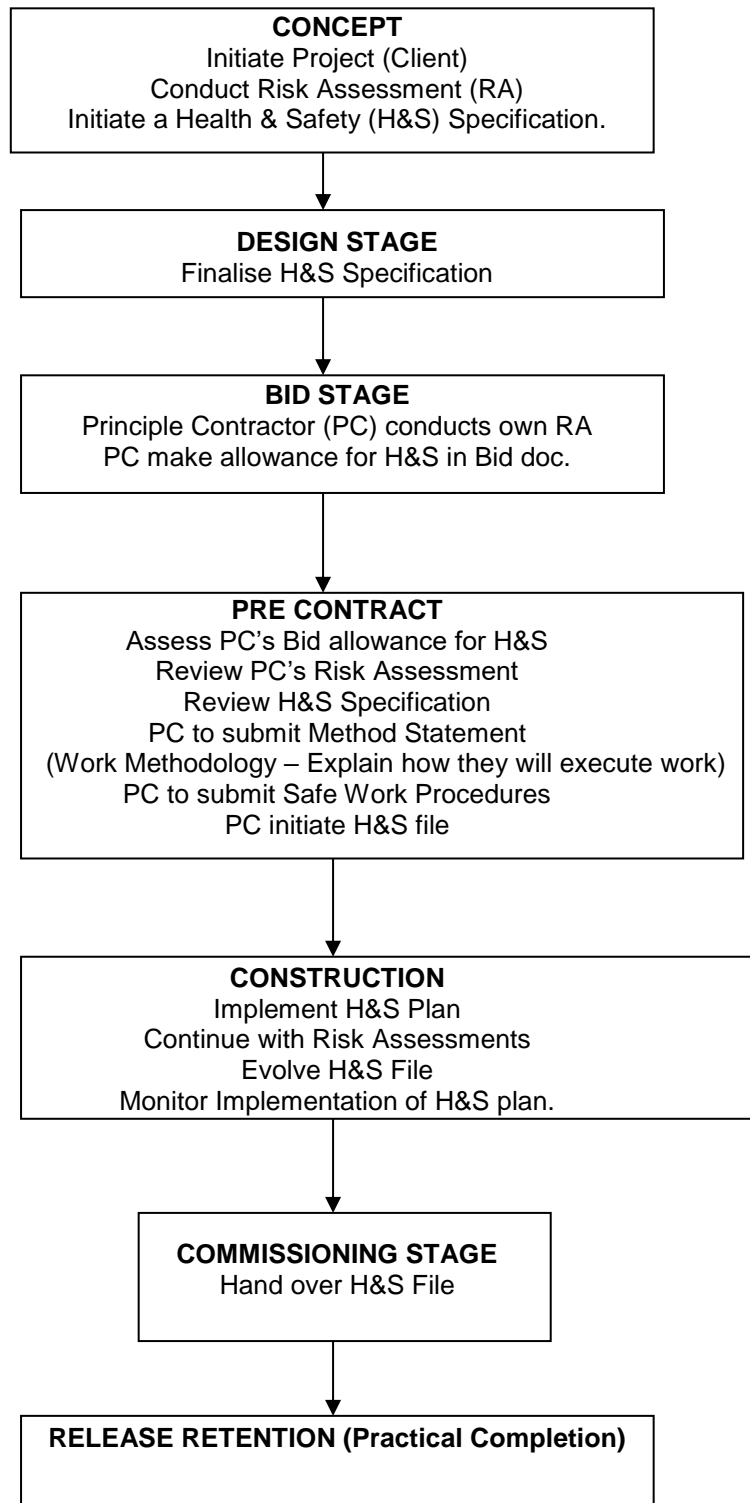 CONCEPT
Initiate Project (Client)
Conduct Risk Assessment (RA)
Initiate a Health & Safety (H&S) Specification.
DESIGN STAGE
Finalise H&S Specification
BID STAGE
Principle Contractor (PC) conducts own RA
PC make allowance for H&S in Bid doc.
PRE CONTRACT
Assess PC's Bid allowance for H&S
Review PC's Risk Assessment
Review H&S Specification
PC to submit Method Statement
(Work Methodology – Explain how they will execute work)
PC to submit Safe Work Procedures
PC initiate H&S file
CONSTRUCTION
Implement H&S Plan
Continue with Risk Assessments
Evolve H&S File
Monitor Implementation of H&S plan.
COMMISSIONING STAGE
Hand over H&S File
RELEASE RETENTION (Practical Completion)